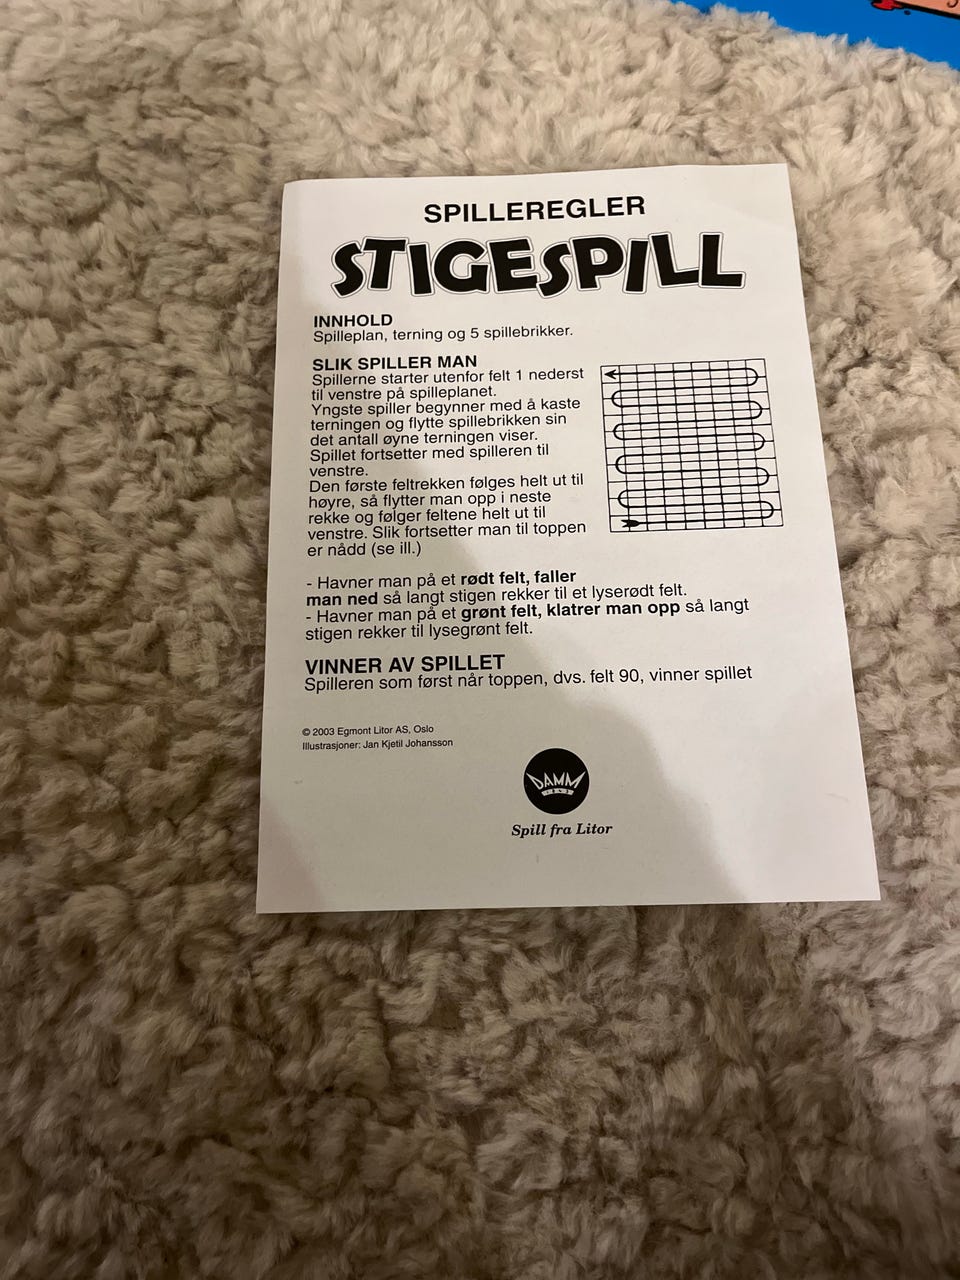 SPILLEREGLER
STIGESPILL
INNHOLD
Spilleplan, terning og 5 spillebrikker.
SLIK SPILLER MAN
Spillerne starter utenfor felt 1 nederst
til venstre på spilleplanet.
Yngste spiller begynner med å kaste
terningen og flytte spillebrikken sin
det antall øyne terningen viser.
Spillet fortsetter med spilleren til
venstre.
Den første feltrekken følges helt ut til
høyre, så flytter man opp i neste
rekke og følger feltene helt ut til
venstre. Slik fortsetter man til toppen
er nådd (se ill.)
- Havner man på et rødt felt, faller
man ned så langt stigen rekker til et lyserødt felt.
- Havner man på et grønt felt, klatrer man opp så langt
stigen rekker til lysegrønt felt.
VINNER AV SPILLET
Spilleren som først når toppen, dvs. felt 90, vinner spillet
© 2003 Egmont Litor AS, Oslo
Illustrasjoner: Jan Kjetil Johansson
DAMM
1843
Spill fra Litor